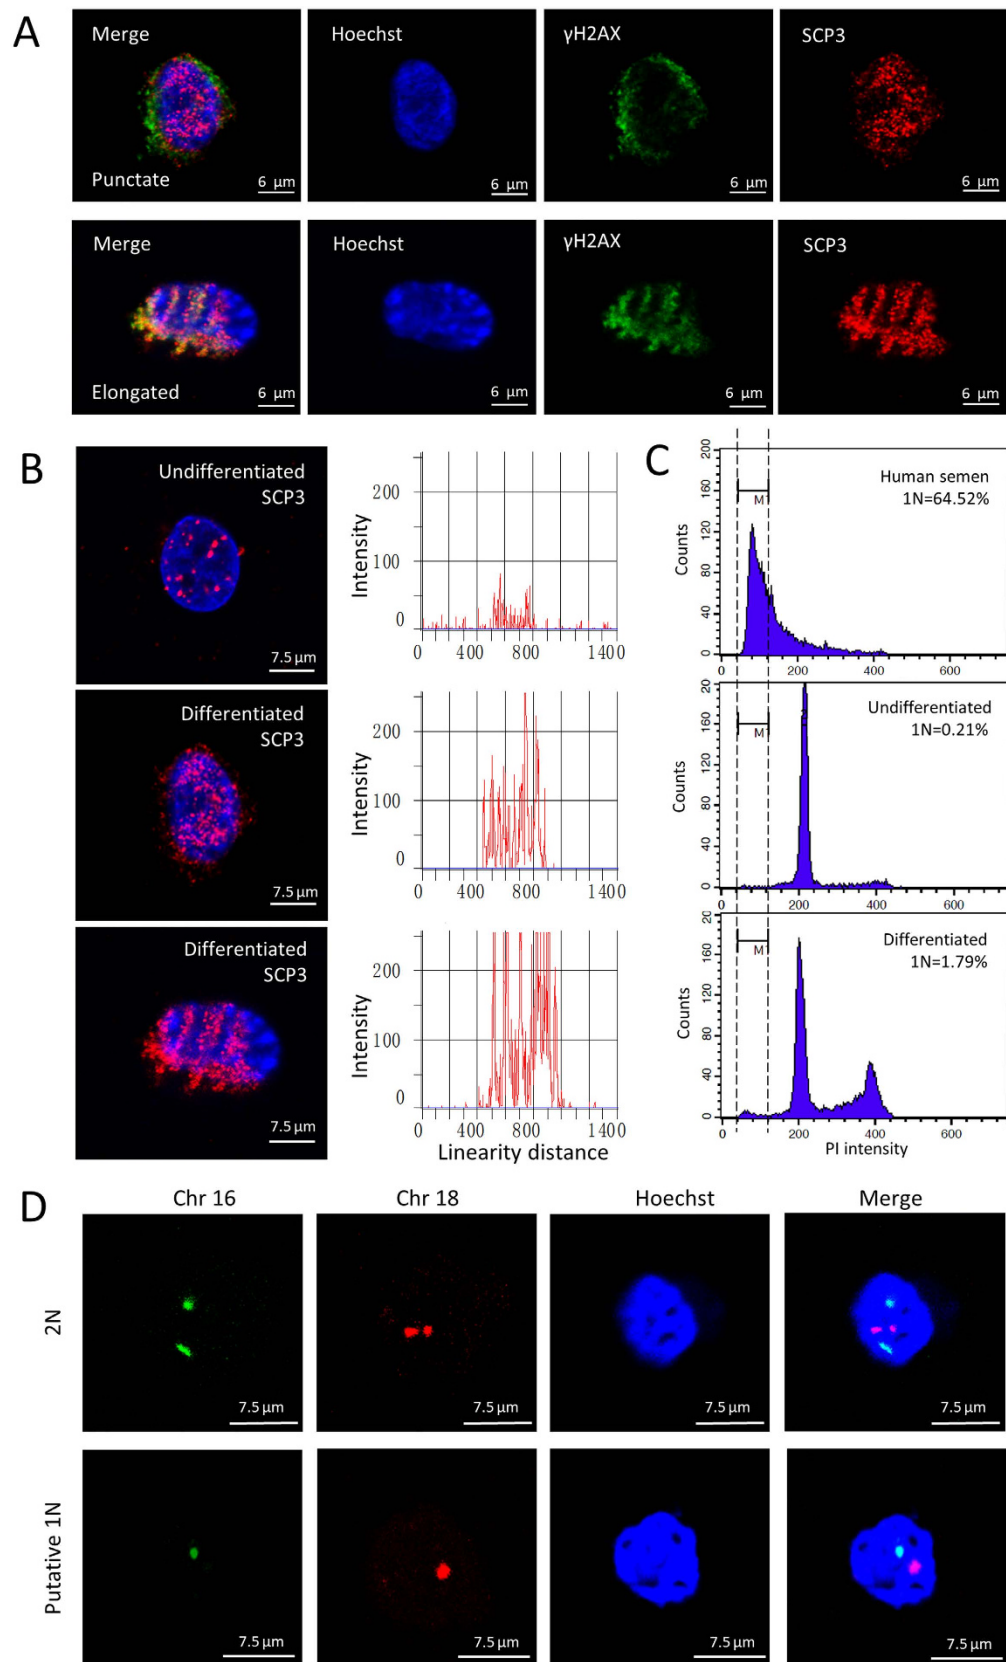 A
Merge
Hoechst
γH2AX
SCP3
Punctate
6 μm
6 μm
6 μm
6 μm
Merge
Hoechst
γH2AX
SCP3
Elongated
6 μm
6 μm
6 μm
6 μm
B
Undifferentiated
SCP3
7.5 μm
Intensity
200
100
0
0 400 800 1400
Differentiated
SCP3
7.5 μm
Intensity
200
100
0
0 400 800 1400
Differentiated
SCP3
7.5 μm
Intensity
200
100
0
0 400 800 1400
Linearity distance
C
Human semen
1N=64.52%
M
Counts
200
160
120
80
40
0
0 200 400 600
Undifferentiated
1N=0.21%
M
Counts
20
160
120
80
40
0
0 200 400 600
Differentiated
1N=1.79%
M
Counts
20
160
120
80
40
0
0 200 400 600
PI intensity
D
Chr 16
Chr 18
Hoechst
Merge
2N
7.5 μm
7.5 μm
7.5 μm
7.5 μm
Putative 1N
7.5 μm
7.5 μm
7.5 μm
7.5 μm